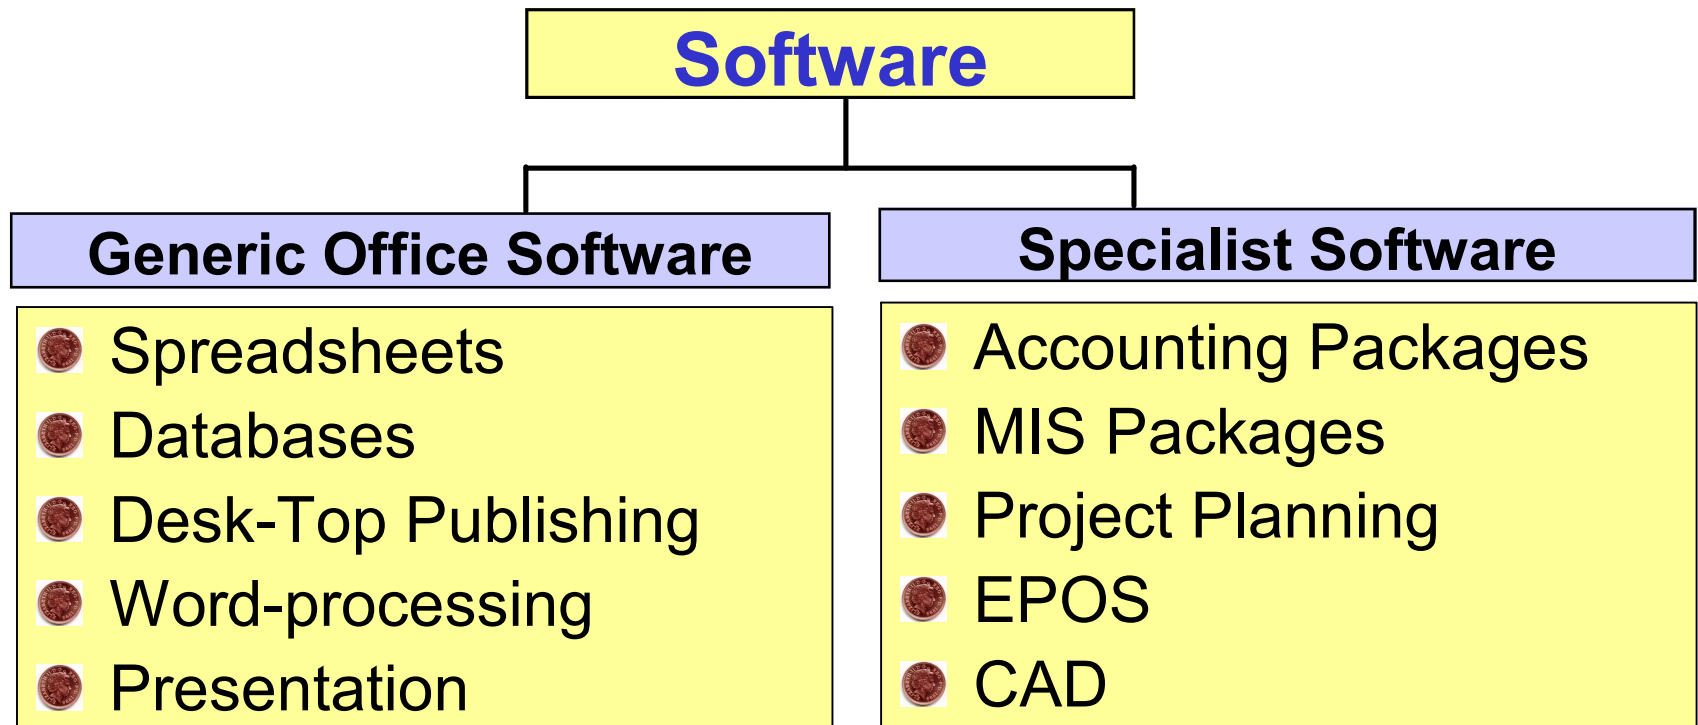 Software
Generic Office Software
Spreadsheets
Databases
Desk-Top Publishing
Word-processing
Presentation
Specialist Software
Accounting Packages
MIS Packages
Project Planning
EPOS
CAD